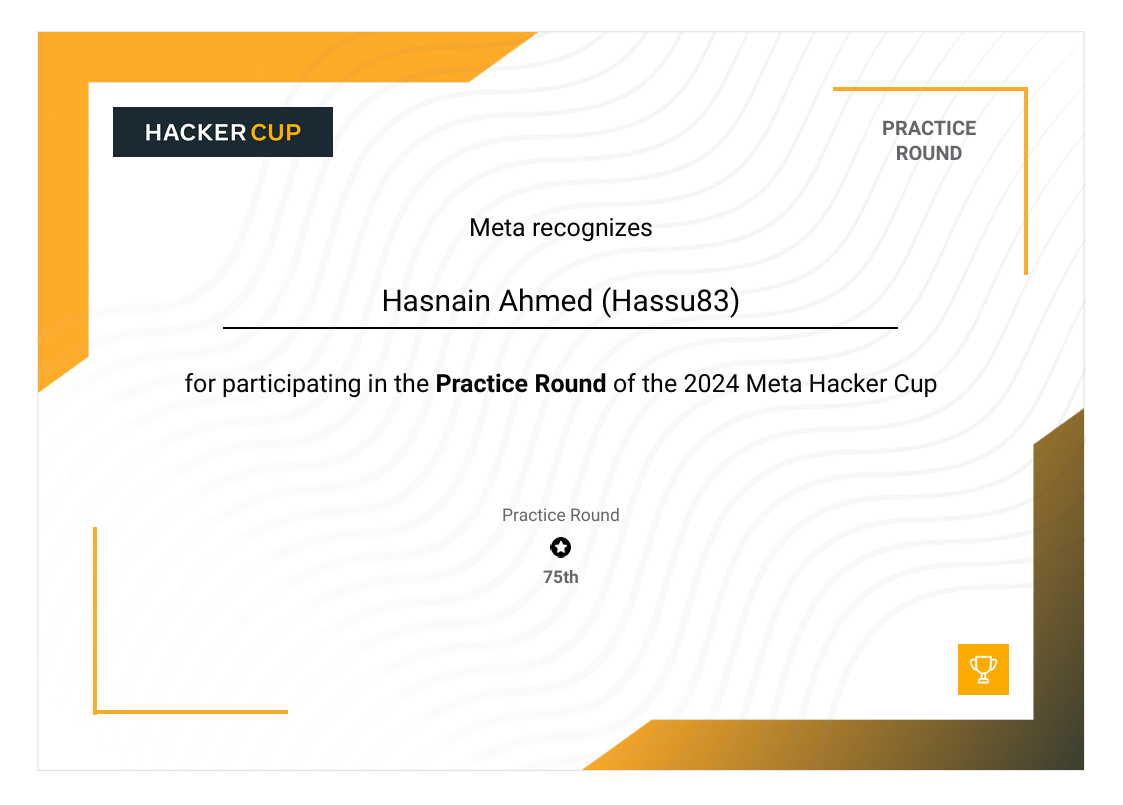 HACKER CUP
PRACTICE
ROUND
Meta recognizes
Hasnain Ahmed (Hassu83)
for participating in the Practice Round of the 2024 Meta Hacker Cup
Practice Round
75th